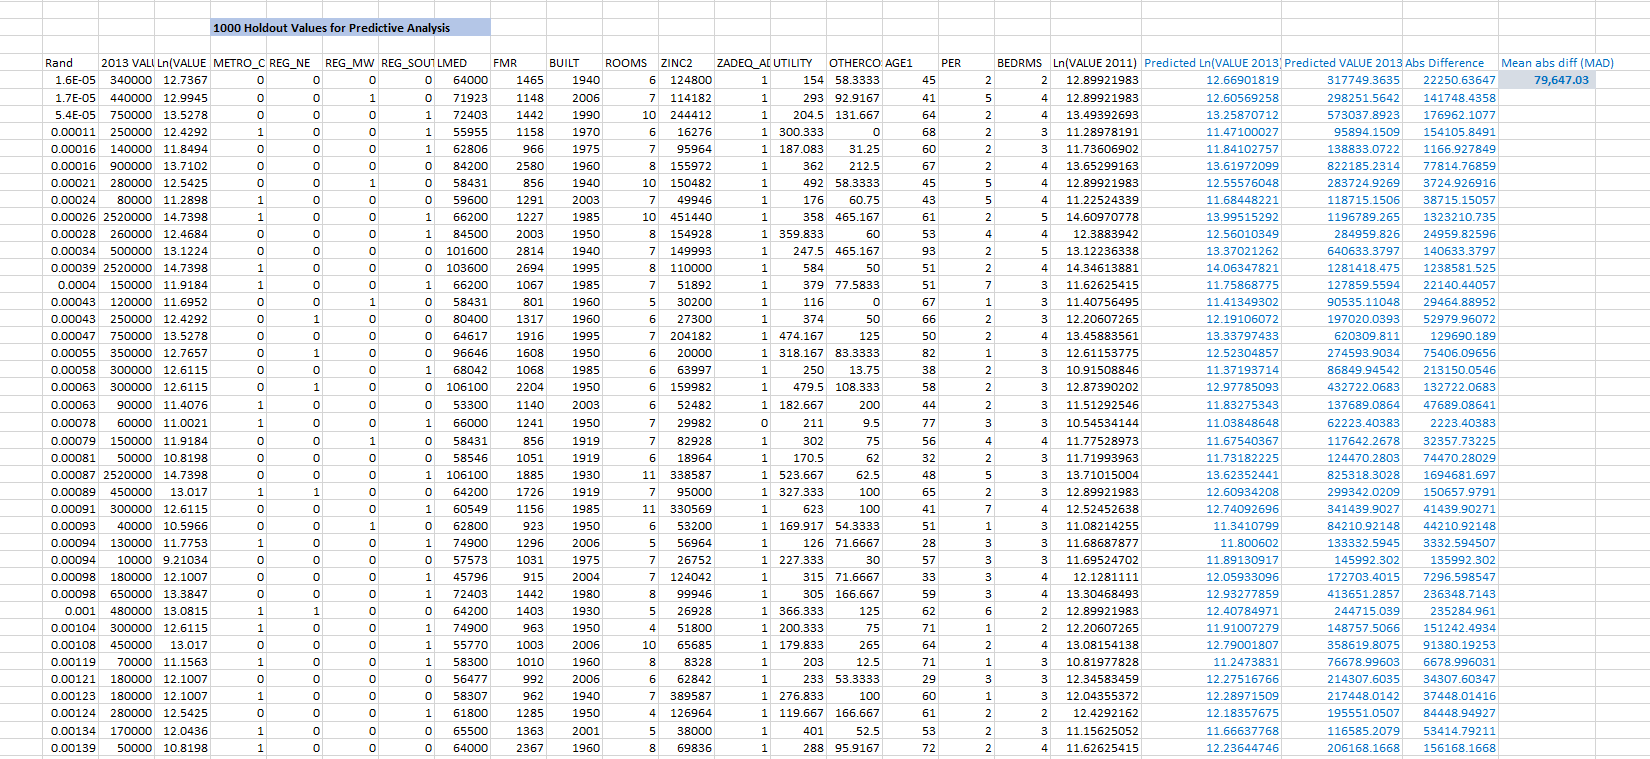 1000 Holdout Values for Predictive Analysis
Rand 2013 VALU Ln(VALUE METRO_C REG_NE REG_MW REG_SOUT LMED FMR BUILT ROOMS ZINC2 ZADEQ_AD UTILITY OTHERCO AGE1 PER BEDRMS Ln(VALUE 2011) Predicted Ln(VALUE 2013) Predicted VALUE 2013 Abs Difference Mean abs diff (MAD)
1.6E-05 340000 12.7367 0 0 0 0 64000 1465 1940 6 124800 1 154 58.3333 45 2 2 12.89921983 12.66901819 317749.3635 22250.63647 79,647.03
1.7E-05 440000 12.9945 0 0 1 0 71923 1148 2006 7 114182 1 293 92.9167 41 5 4 12.89921983 12.60569258 298251.5642 141748.4358
5.4E-05 750000 13.5278 0 0 0 1 72403 1442 1990 10 244412 1 204.5 131.667 64 2 4 13.49392693 13.25870712 573037.8923 176962.1077
0.00011 250000 12.4292 1 0 0 1 55955 1158 1970 6 16276 1 300.333 0 68 2 3 11.28978191 11.47100027 95894.1509 154105.8491
0.00016 140000 11.8494 0 0 0 1 62806 966 1975 7 95964 1 187.083 31.25 60 2 3 11.73606902 11.84102757 138833.0722 1166.927849
0.00016 900000 13.7102 0 0 0 0 84200 2580 1960 8 155972 1 362 212.5 67 2 4 13.65299163 13.61972099 822185.2314 77814.76859
0.00021 280000 12.5425 0 0 1 0 58431 856 1940 10 150482 1 492 58.3333 45 5 4 12.89921983 12.55576048 283724.9269 3724.926916
0.00024 80000 11.2898 1 0 0 0 59600 1291 2003 7 49946 1 176 60.75 43 5 4 11.22524339 11.68448221 118715.1506 38715.15057
0.00026 2520000 14.7398 1 0 0 1 66200 1227 1985 10 451440 1 358 465.167 61 2 5 14.60970778 13.99515292 1196789.265 1323210.735
0.00028 260000 12.4684 0 0 0 1 84500 2003 1950 8 154928 1 359.833 60 53 4 4 12.3883942 12.56010349 284959.826 24959.82596
0.00034 500000 13.1224 0 0 0 0 101600 2814 1940 7 149993 1 247.5 465.167 93 2 5 13.12236338 13.37021262 640633.3797 140633.3797
0.00039 2520000 14.7398 1 0 0 0 103600 2694 1995 8 110000 1 584 50 51 2 4 14.34613881 14.06347821 1281418.475 1238581.525
0.0004 150000 11.9184 1 0 0 1 66200 1067 1985 7 51892 1 379 77.5833 51 7 3 11.62625415 11.75868775 127859.5594 22140.44057
0.00043 120000 11.6952 0 0 1 0 58431 801 1960 5 30200 1 116 0 67 1 3 11.40756495 11.41349302 90535.11048 29464.88952
0.00043 250000 12.4292 0 1 0 0 80400 1317 1960 6 27300 1 374 50 66 2 3 12.20607265 12.19106072 197020.0393 52979.96072
0.00047 750000 13.5278 0 0 0 0 64617 1916 1995 7 204182 1 474.167 125 50 2 4 13.45883561 13.33797433 620309.811 129690.189
0.00055 350000 12.7657 0 1 0 0 96646 1608 1950 6 20000 1 318.167 83.3333 82 1 3 12.61153775 12.52304857 274593.9034 75406.09656
0.00058 300000 12.6115 0 0 0 1 68042 1068 1985 6 63997 1 250 13.75 38 2 3 10.91508846 11.37193714 86849.94542 213150.0546
0.00063 300000 12.6115 0 1 0 0 106100 2204 1950 6 159982 1 479.5 108.333 58 2 3 12.87390202 12.97785093 432722.0683 132722.0683
0.00063 90000 11.4076 1 0 0 0 53300 1140 2003 6 52482 1 182.667 200 44 2 3 11.51292546 11.83275343 137689.0864 47689.08641
0.00078 60000 11.0021 1 0 0 1 66000 1241 1950 7 29982 0 211 9.5 77 3 3 10.54534144 11.03848648 62223.40383 2223.40383
0.00079 150000 11.9184 0 0 1 0 58431 856 1919 7 82928 1 302 75 56 4 4 11.77528973 11.67540367 117642.2678 32357.73225
0.00081 50000 10.8198 0 0 0 0 58546 1051 1919 6 18964 1 170.5 62 32 2 3 11.71993963 11.73182225 124470.2803 74470.28029
0.00087 2520000 14.7398 0 0 0 1 106100 1885 1930 11 338587 1 523.667 62.5 48 5 3 13.71015004 13.62352441 825318.3028 1694681.697
0.00089 450000 13.017 1 1 0 0 64200 1726 1919 7 95000 1 327.333 100 65 2 3 12.89921983 12.60934208 299342.0209 150657.9791
0.00091 300000 12.6115 0 0 0 1 60549 1156 1985 11 330569 1 623 100 41 7 4 12.52452638 12.74092696 341439.9027 41439.90271
0.00093 40000 10.5966 0 0 1 0 62800 923 1950 6 53200 1 169.917 54.3333 51 1 3 11.08214255 11.3410799 84210.92148 44210.92148
0.00094 130000 11.7753 1 0 0 1 74900 1296 2006 5 56964 1 126 71.6667 28 3 3 11.68687877 11.800602 133332.5945 3332.594507
0.00094 10000 9.21034 0 0 0 0 57573 1031 1975 7 26752 1 227.333 30 57 3 3 11.69524702 11.89130917 145992.302 135992.302
0.00098 180000 12.1007 0 0 0 1 45796 915 2004 7 124042 1 315 71.6667 33 3 4 12.1281111 12.05933096 172703.4015 7296.598547
0.00098 650000 13.3847 0 0 0 1 72403 1442 1980 8 99946 1 305 166.667 59 3 4 13.30468493 12.93277859 413651.2857 236348.7143
0.001 480000 13.0815 1 1 0 0 64200 1403 1930 5 26928 1 366.333 125 62 6 2 12.89921983 12.40784971 244715.039 235284.961
0.00104 300000 12.6115 1 0 0 1 74900 963 1950 4 51800 1 200.333 75 71 1 2 12.20607265 11.91007279 148757.5066 151242.4934
0.00108 450000 13.017 0 0 0 1 55770 1003 2006 10 65685 1 179.833 265 64 2 4 13.08154138 12.79001887 358619.8075 91380.19253
0.00119 70000 11.1563 1 0 0 1 58300 1010 1960 8 8328 1 203 12.5 71 1 3 10.81977828 11.2473831 76678.99603 6678.996031
0.00121 180000 12.1007 0 0 0 1 56477 992 2006 6 62842 1 233 53.3333 29 3 3 12.34583459 12.27516766 214307.6035 34307.60347
0.00123 180000 12.1007 1 0 0 0 58307 962 1940 7 389587 1 276.833 100 60 1 3 12.04355372 12.28971509 217448.0142 37448.01416
0.00124 280000 12.5425 0 0 0 1 61800 1285 1950 4 126964 1 119.667 166.667 61 2 2 12.4292162 12.18357675 195551.0507 84448.94927
0.00134 170000 12.0436 1 0 0 0 65500 1363 2001 5 38000 1 401 52.5 53 2 3 11.15625052 11.66637768 116585.2079 53414.79211
0.00139 50000 10.8198 1 0 0 0 64000 2367 1960 8 69836 1 288 95.9167 72 2 4 11.62625415 12.23644746 206168.1668 156168.1668